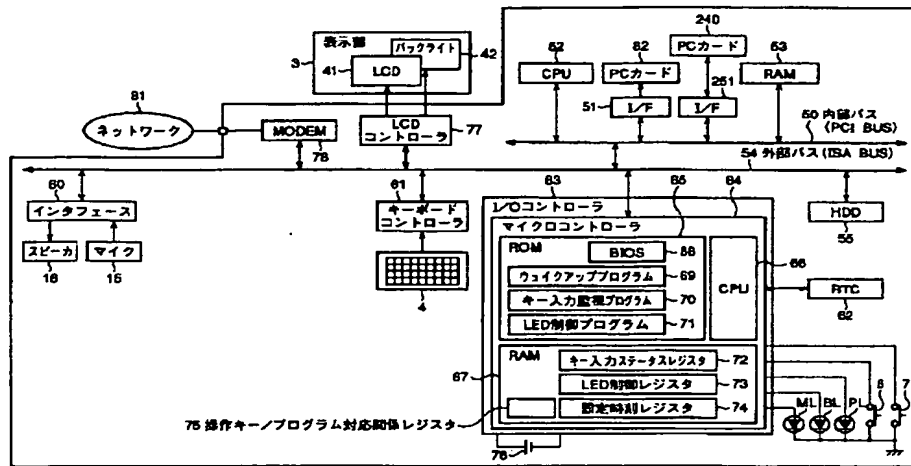 表示部
バックライト
3
41
LCD
42
LCD
コントローラ
77
81
ネットワーク
MODEM
78
52
CPU
82
PCカード
51
I/F
240
PCカード
251
I/F
53
RAM
50 内部バス
(PCI BUS)
54 外部バス(ISA BUS)
60
インタフェース
スピーカ
マイク
16
15
61
キーボード
コントローラ
4
63
65
64
I/Oコントローラ
マイクロコントローラ
ROM
BIOS
68
ウェイクアッププログラム
69
キー入力監視プログラム
70
LED制御プログラム
71
66
CPU
HDD
55
RTC
62
RAM
67
キー入力ステータスレジスタ
72
LED制御レジスタ
73
設定時刻レジスタ
74
75 操作キー/プログラム対応関係レジスタ
76
ML
BL
PL
6
7